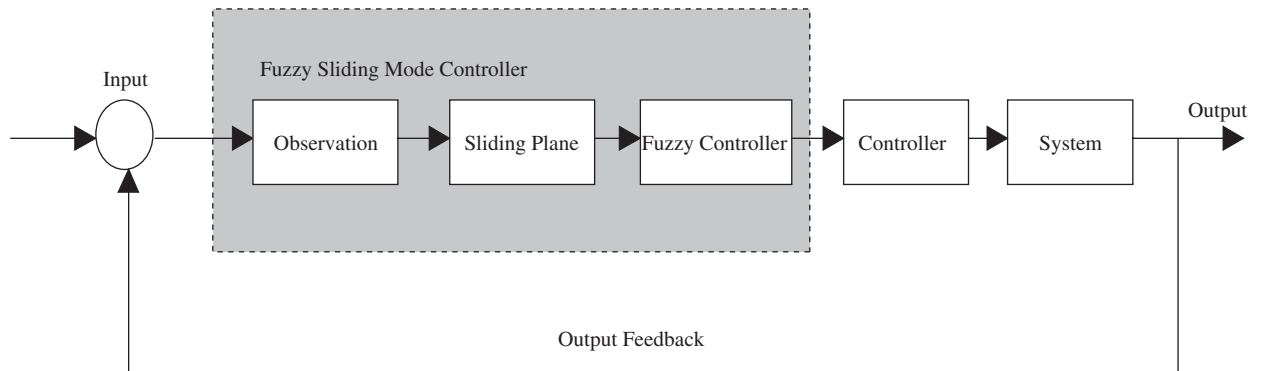 Fuzzy Sliding Mode Controller
Input
Output
Observation
Sliding Plane
Fuzzy Controller
Controller
System
Output Feedback